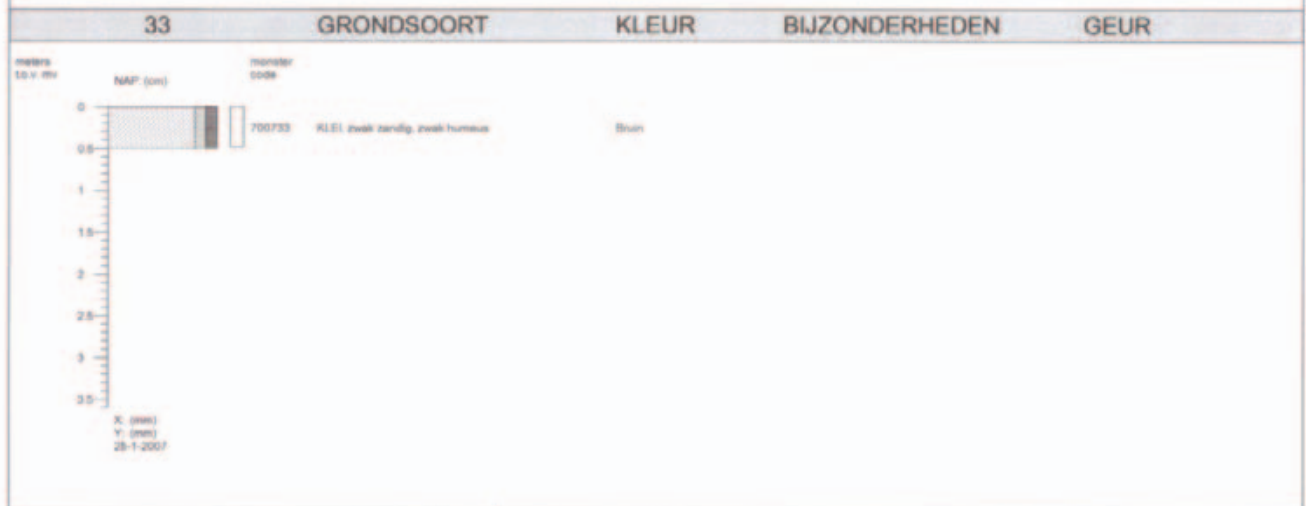 33 GRONDSOORT KLEUR BIJZONDERHEDEN GEUR
meters monster
t.o.v. mv NAP: (cm) code
0
700733 KLEI, zwak zandig, zwak humeus Bruin
0.5
1
1.5
2
2.5
3
3.5
X: (mm)
Y: (mm)
-1-2007